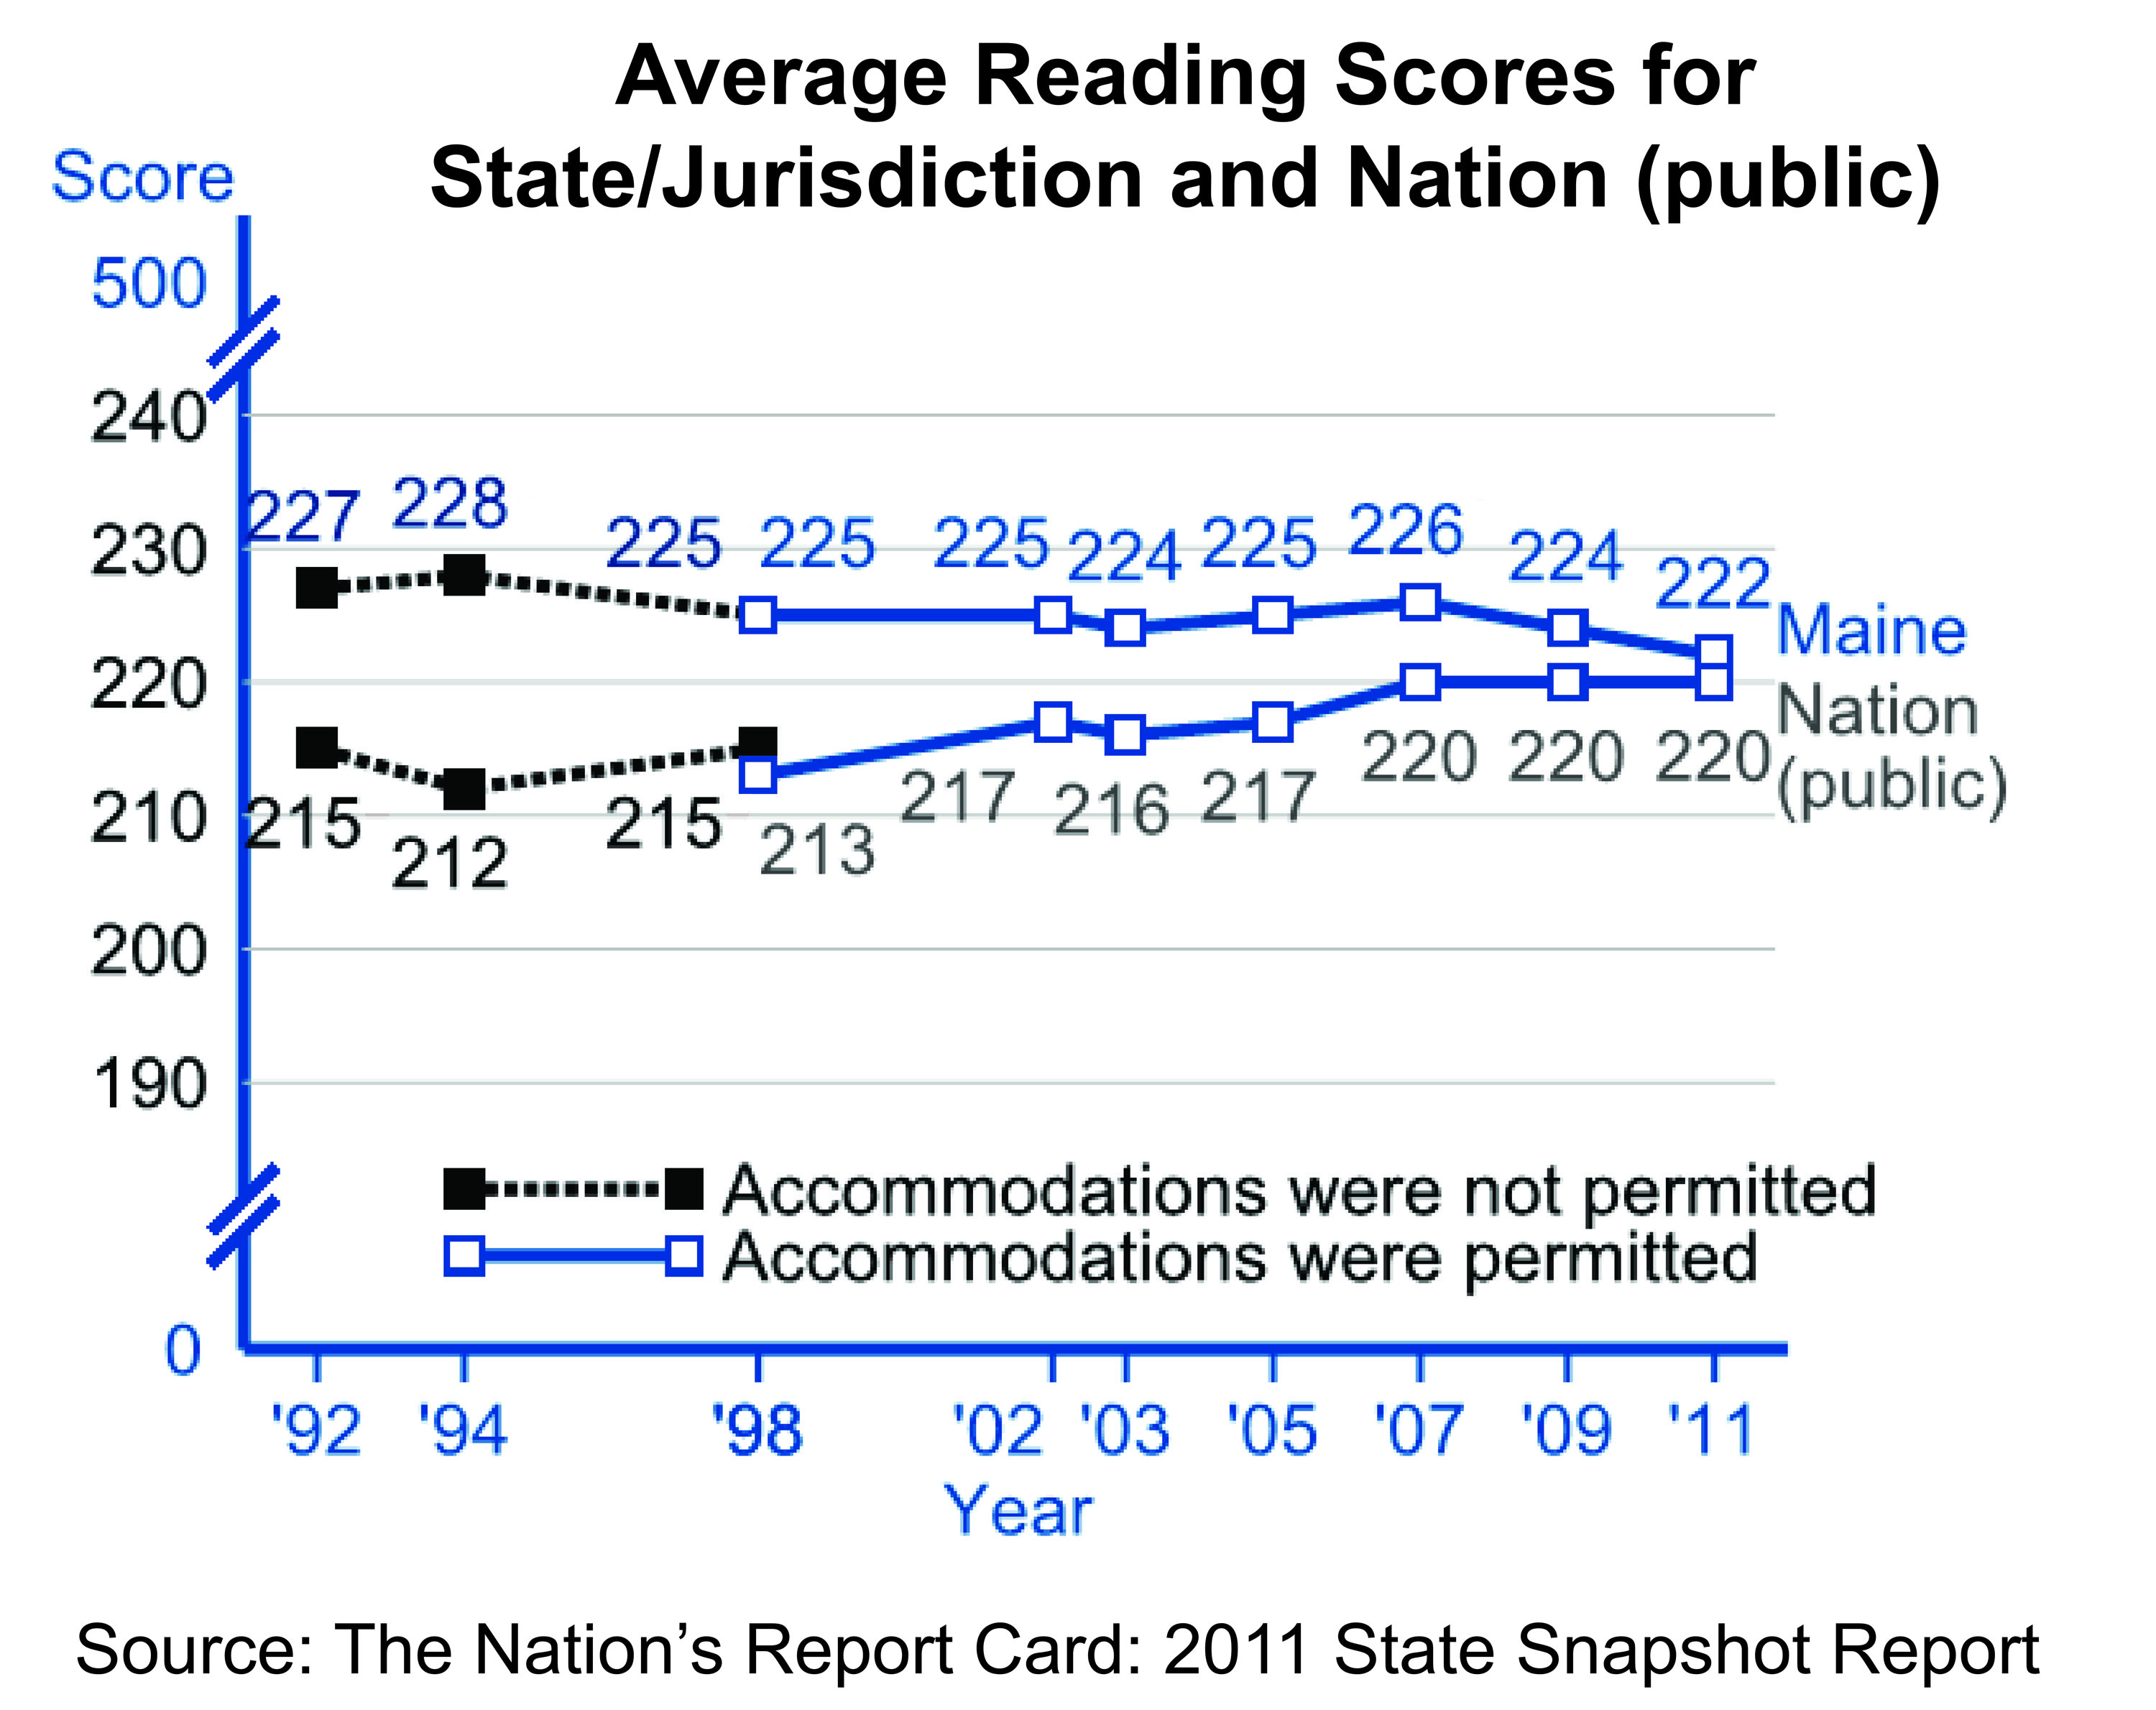 Average Reading Scores for
State/Jurisdiction and Nation (public)
Score
500
240
230
220
210
200
190
0
227 228 225 225 225 224 225 226 224 222
Maine
Nation
(public)
215 212 215 213 217 216 217 220 220 220
Accommodations were not permitted
Accommodations were permitted
'92 '94 '98 '02 '03 '05 '07 '09 '11
Year
Source: The Nation’s Report Card: 2011 State Snapshot Report